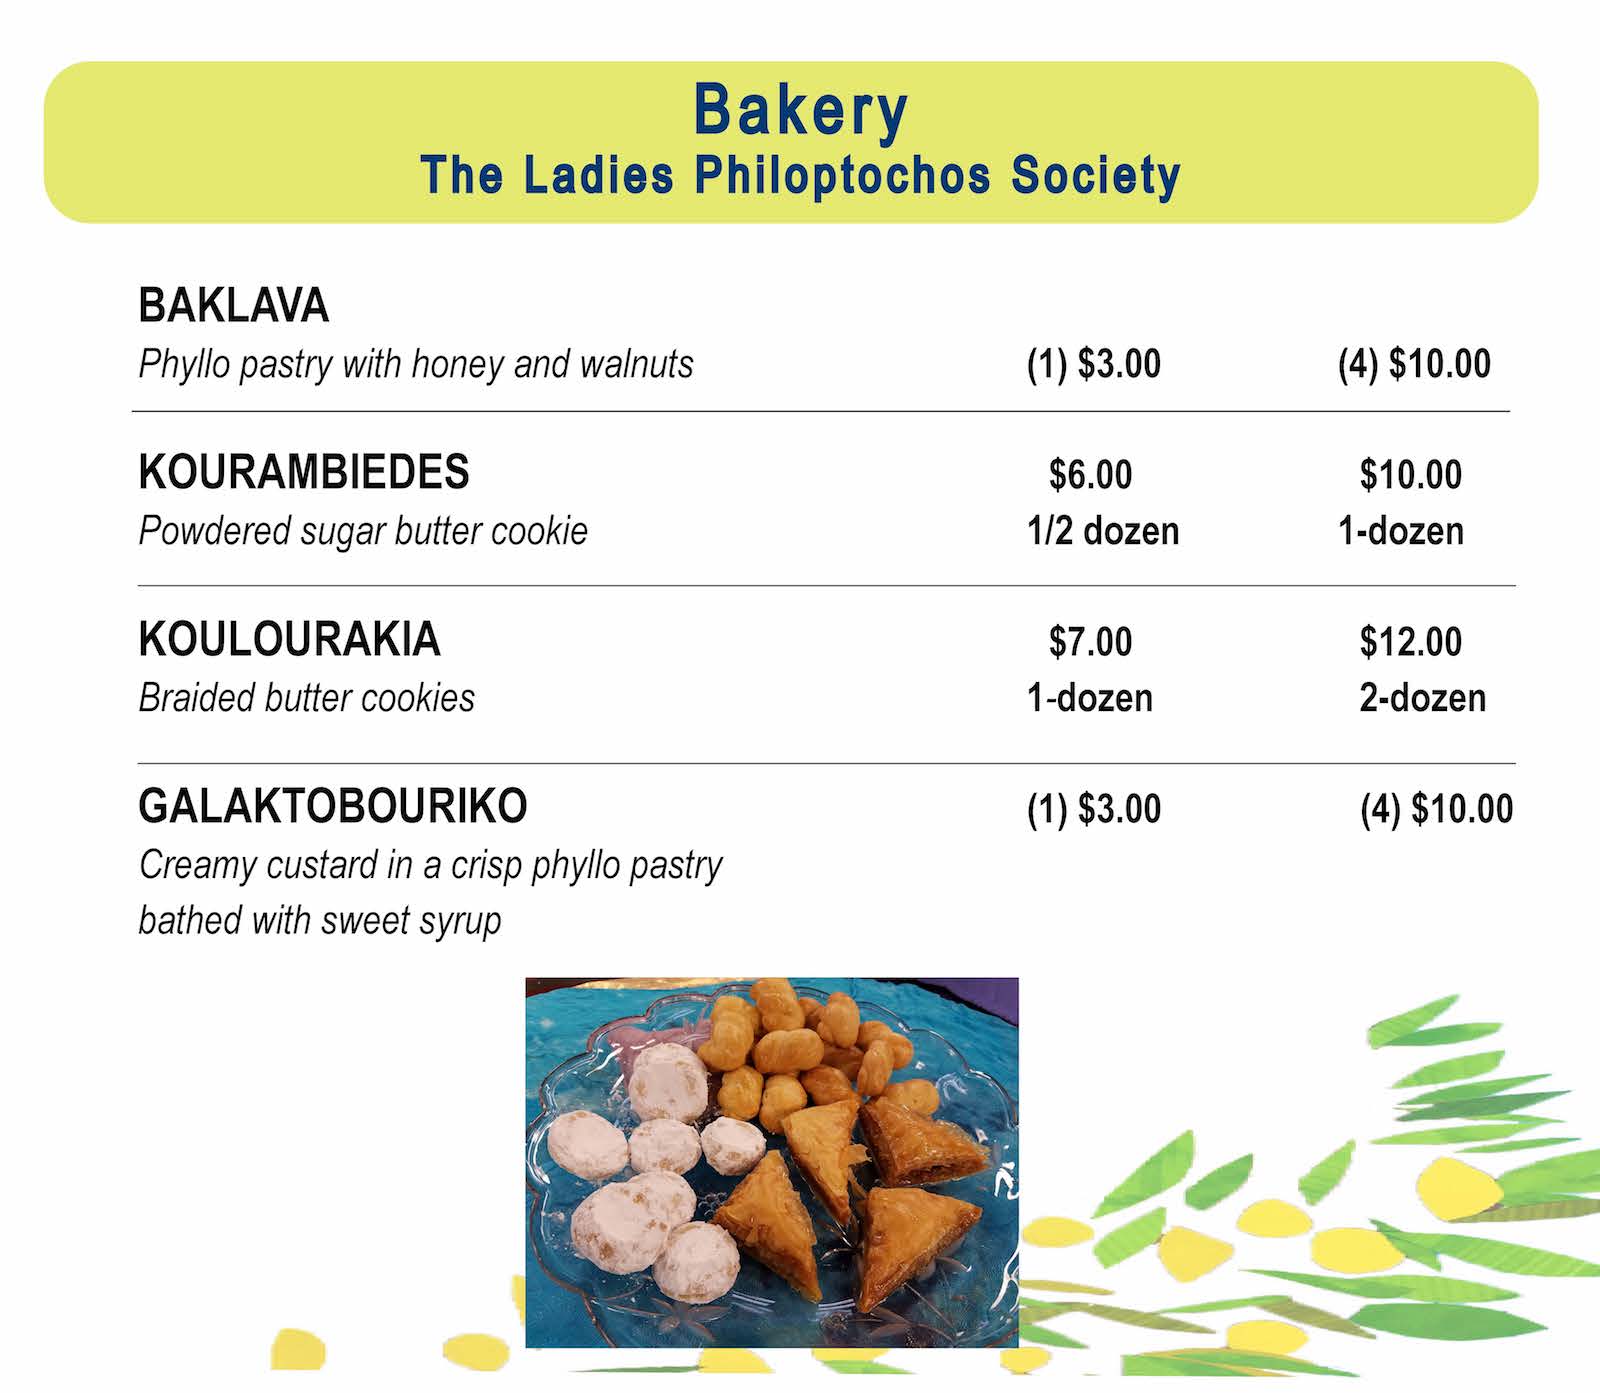 Bakery
The Ladies Philoptochos Society
BAKLAVA
Phyllo pastry with honey and walnuts (1) $3.00 (4) $10.00
KOURAMBIEDES $6.00 $10.00
Powdered sugar butter cookie 1/2 dozen 1-dozen
KOULOURAKIA $7.00 $12.00
Braided butter cookies 1-dozen 2-dozen
GALAKTOBOURIKO (1) $3.00 (4) $10.00
Creamy custard in a crisp phyllo pastry
bathed with sweet syrup